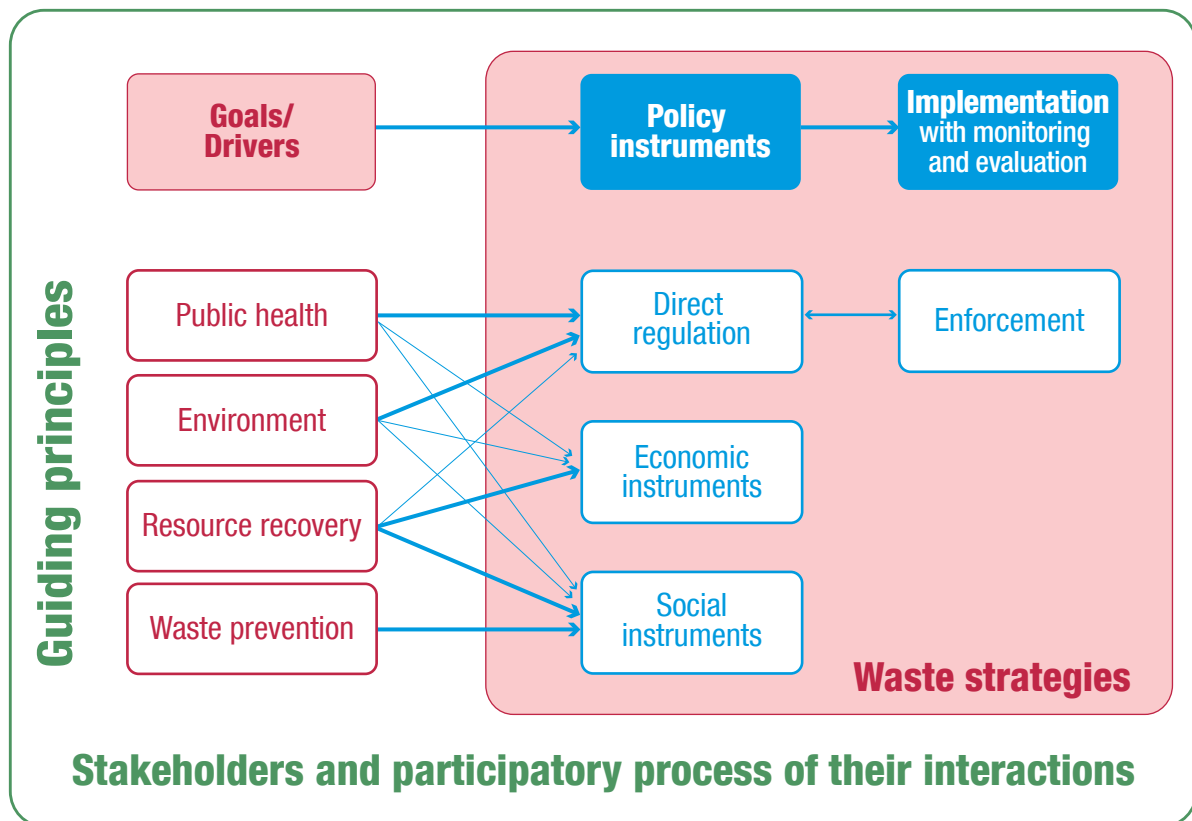 Goals/
Drivers
Policy
instruments
Implementation
with monitoring
and evaluation
Guiding principles
Public health
Environment
Resource recovery
Waste prevention
Direct
regulation
Economic
instruments
Social
instruments
Enforcement
Waste strategies
Stakeholders and participatory process of their interactions